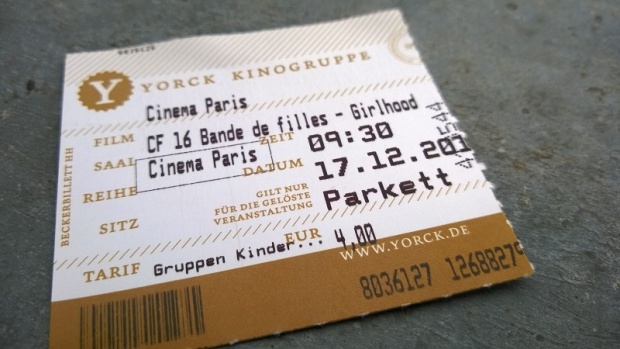 Y YORCK KINOGRUPPE
Cinema Paris
FILM CF 16 Bande de filles - Girlhood
SAAL Cinema Paris ZEIT 09:30
REIHE DATUM 17.12.201
SITZ GILT NUR
FÜR DIE GELÖSTE
VERANSTALTUNG Parkett
EUR 4,00
TARIF Gruppen Kinder...
WWW.YORCK.DE
8036127 1268827
BECKERBILLETT HH